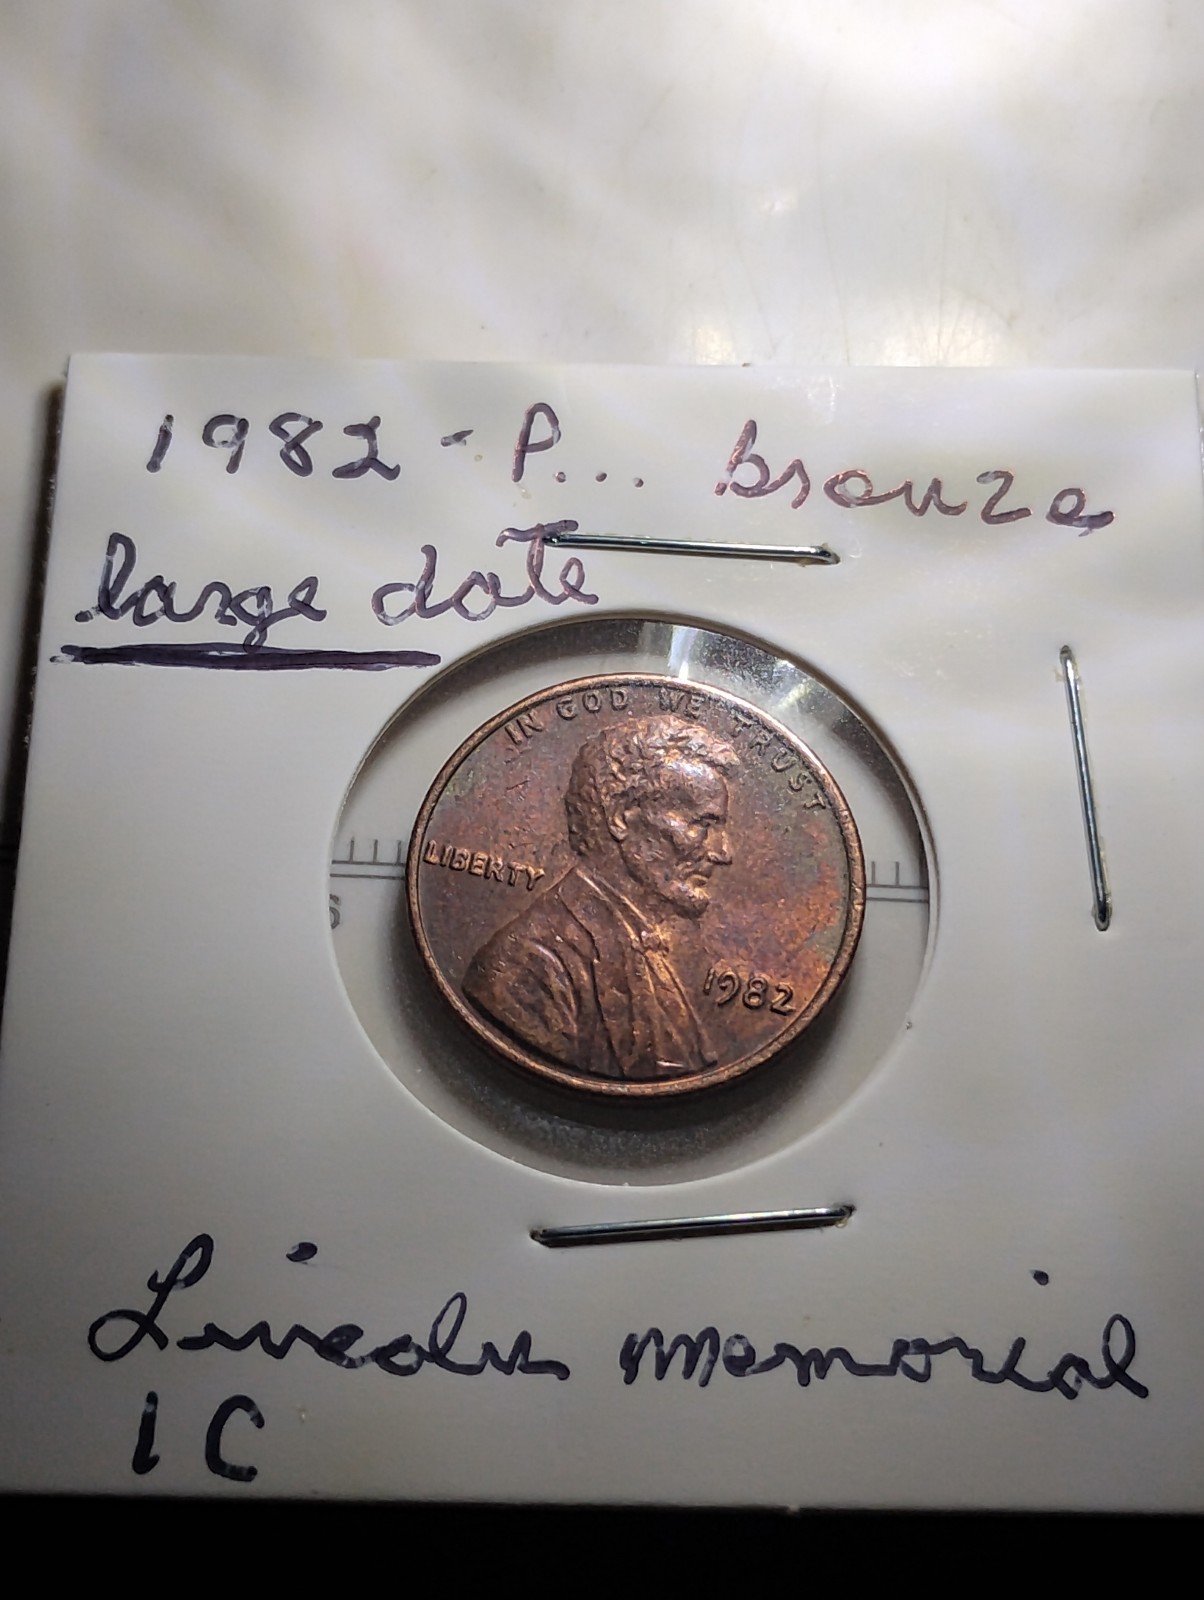 1982 - P... bronze
large date
IN GOD WE TRUST
LIBERTY
1982
Lincoln memorial
1C